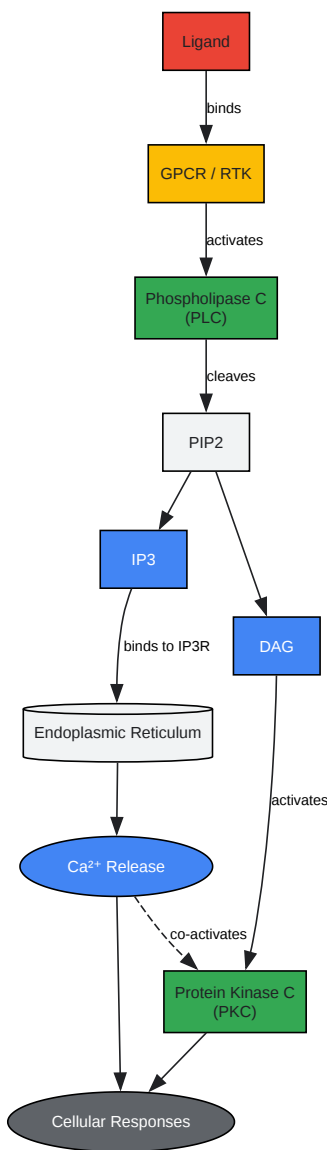 Ligand
binds
GPCR / RTK
activates
Phospholipase C
(PLC)
cleaves
PIP2
IP3
binds to IP3R
DAG
Endoplasmic Reticulum
activates
Ca²⁺ Release
co-activates
Protein Kinase C
(PKC)
Cellular Responses